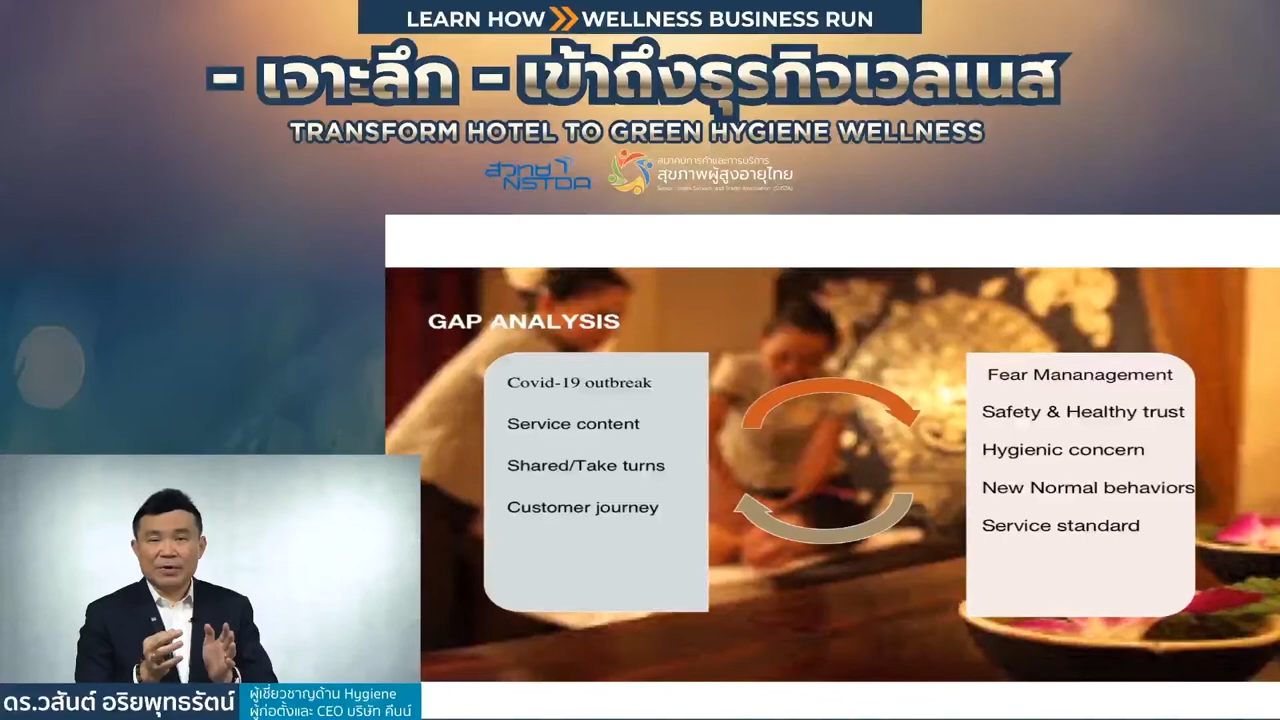 LEARN HOW WELLNESS BUSINESS RUN
- เจาะลึก - เข้าถึงธุรกิจเวลเนส
TRANSFORM HOTEL TO GREEN HYGIENE WELLNESS
สวทช
NSTDA
สมาคมการค้าและการบริการ
สุขภาพผู้สูงอายุไทย
GAP ANALYSIS
Covid-19 outbreak
Service content
Shared/Take turns
Customer journey
Fear Mananagement
Safety & Healthy trust
Hygienic concern
New Normal behaviors
Service standard
ดร.วสันต์ อริยพุทธรัตน์
ผู้เชี่ยวชาญด้าน Hygiene
ผู้ก่อตั้งและ CEO บริษัท คีนน์